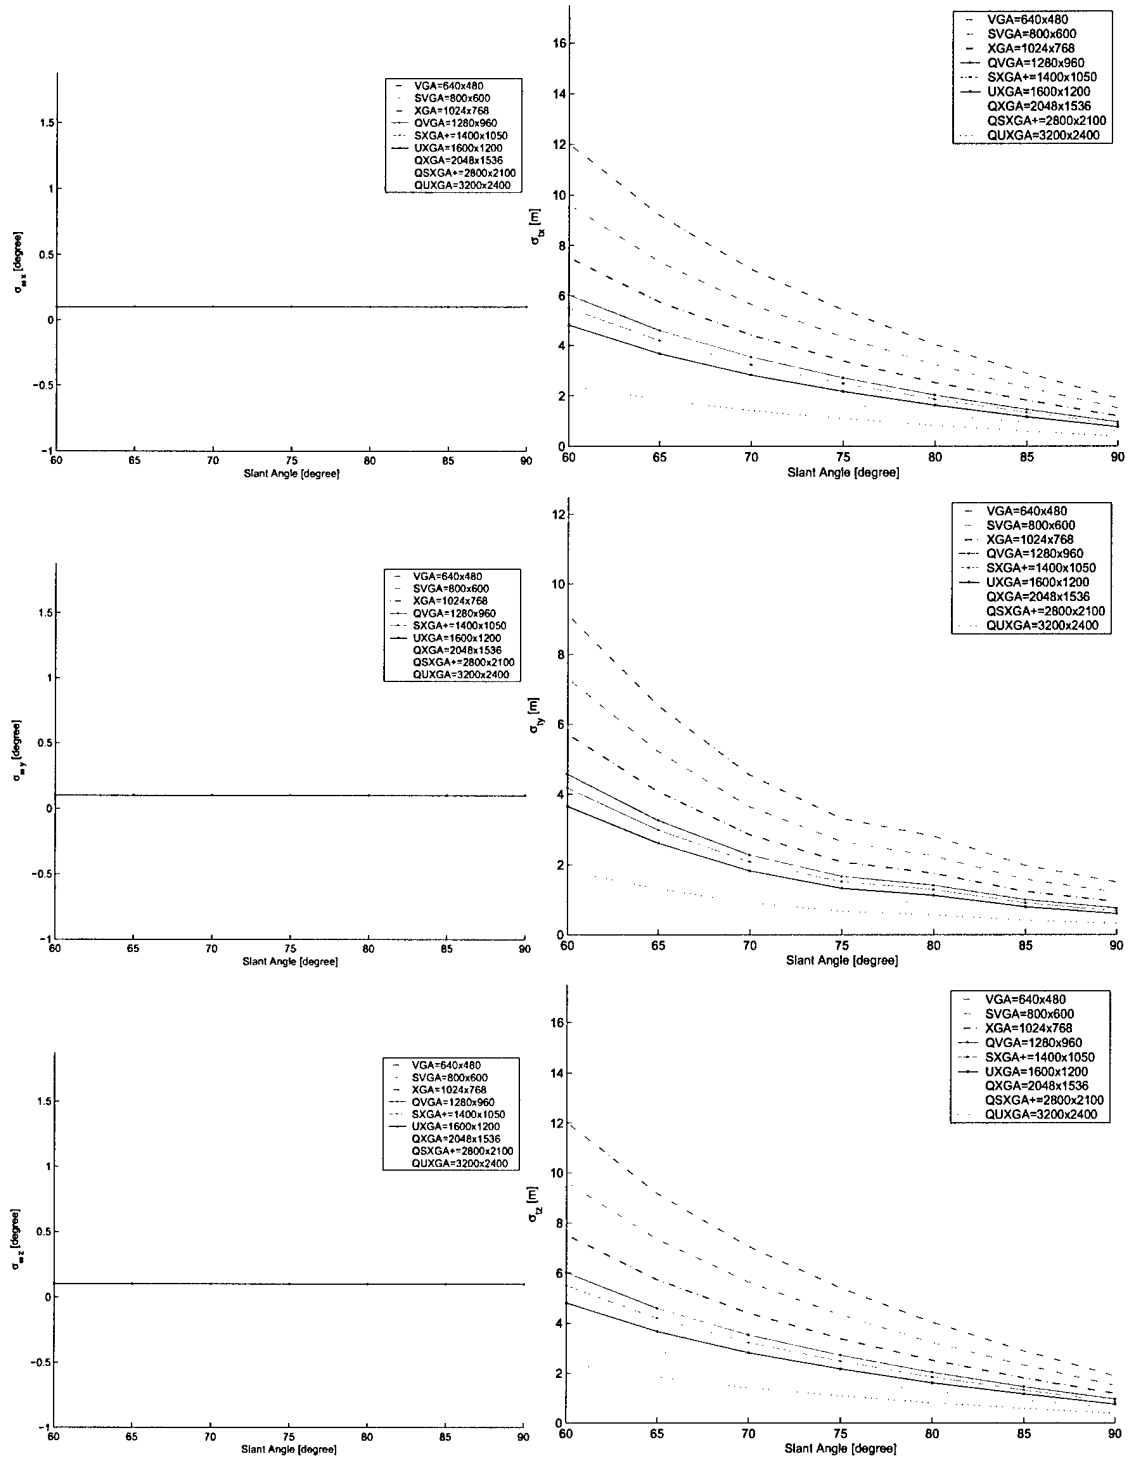 1.5
1
0.5
0
−0.5
−1
60 65 70 75 80 85 90
Slant Angle [degree]
VGA=640x480
SVGA=800x600
XGA=1024x768
QVGA=1280x960
SXGA+=1400x1050
UXGA=1600x1200
QXGA=2048x1536
QSXGA+=2800x2100
QUXGA=3200x2400
σtx [m]
16
14
12
10
8
6
4
2
0
60 65 70 75 80 85 90
Slant Angle [degree]
VGA=640x480
SVGA=800x600
XGA=1024x768
QVGA=1280x960
SXGA+=1400x1050
UXGA=1600x1200
QXGA=2048x1536
QSXGA+=2800x2100
QUXGA=3200x2400
1.5
1
0.5
0
−0.5
−1
60 65 70 75 80 85 90
Slant Angle [degree]
VGA=640x480
SVGA=800x600
XGA=1024x768
QVGA=1280x960
SXGA+=1400x1050
UXGA=1600x1200
QXGA=2048x1536
QSXGA+=2800x2100
QUXGA=3200x2400
σty [m]
12
10
8
6
4
2
0
60 65 70 75 80 85 90
Slant Angle [degree]
VGA=640x480
SVGA=800x600
XGA=1024x768
QVGA=1280x960
SXGA+=1400x1050
UXGA=1600x1200
QXGA=2048x1536
QSXGA+=2800x2100
QUXGA=3200x2400
1.5
1
0.5
0
−0.5
−1
60 65 70 75 80 85 90
Slant Angle [degree]
VGA=640x480
SVGA=800x600
XGA=1024x768
QVGA=1280x960
SXGA+=1400x1050
UXGA=1600x1200
QXGA=2048x1536
QSXGA+=2800x2100
QUXGA=3200x2400
σtz [m]
16
14
12
10
8
6
4
2
0
60 65 70 75 80 85 90
Slant Angle [degree]
VGA=640x480
SVGA=800x600
XGA=1024x768
QVGA=1280x960
SXGA+=1400x1050
UXGA=1600x1200
QXGA=2048x1536
QSXGA+=2800x2100
QUXGA=3200x2400